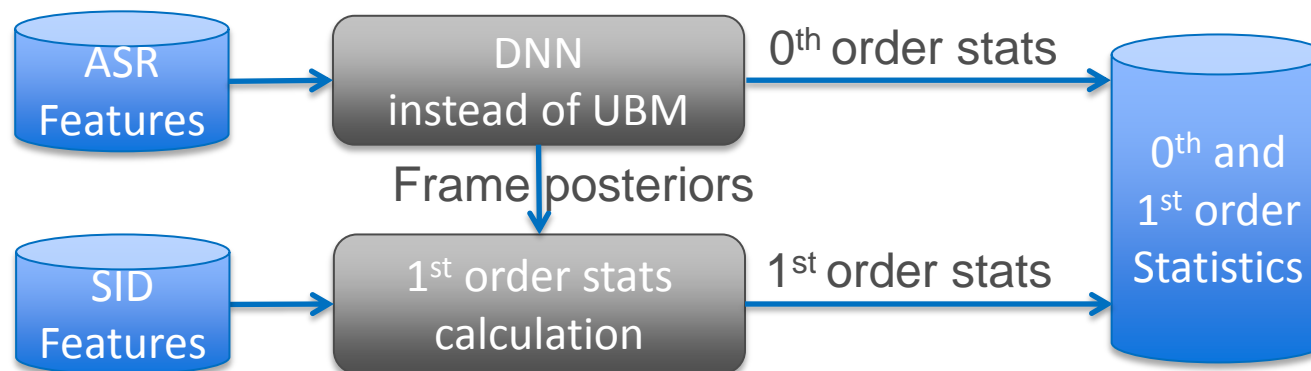 ASR
Features
DNN
instead of UBM
0th order stats
Frame posteriors
SID
Features
1st order stats
calculation
1st order stats
0th and
1st order
Statistics